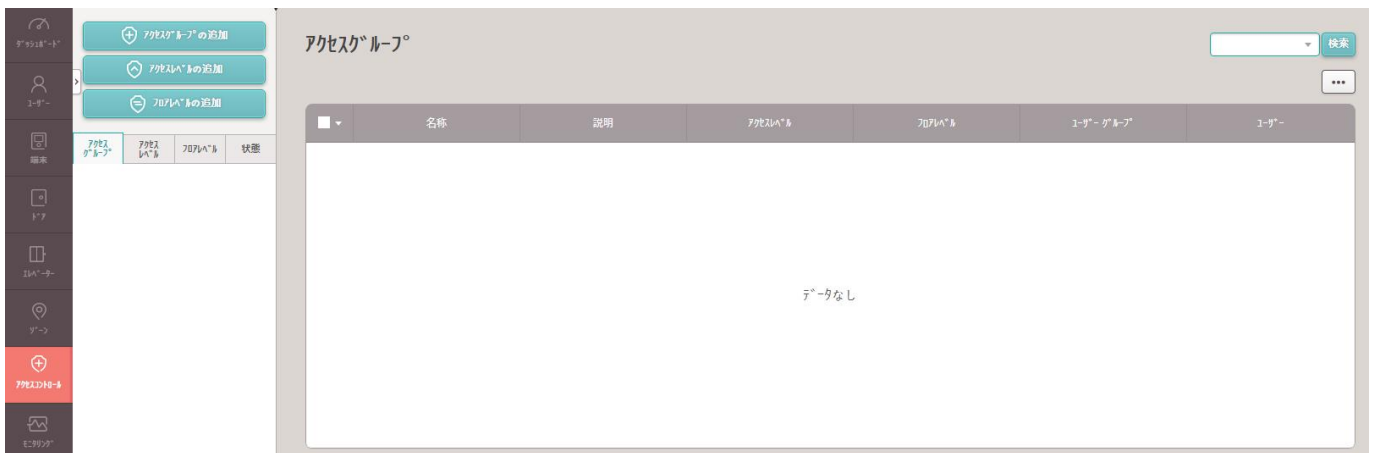 ﾀﾞｯｼｭﾎﾞｰﾄﾞ
ﾕｰｻﾞｰ
端末
ﾄﾞｱ
ｴﾚﾍﾞｰﾀｰ
ｿﾞｰﾝ
ｱｸｾｽｺﾝﾄﾛｰﾙ
ﾓﾆﾀﾘﾝｸﾞ
ｱｸｾｽｸﾞﾙｰﾌﾟの追加
ｱｸｾｽﾚﾍﾞﾙの追加
ﾌﾛｱﾚﾍﾞﾙの追加
ｱｸｾｽ
ｸﾞﾙｰﾌﾟ
ｱｸｾｽ
ﾚﾍﾞﾙ
ﾌﾛｱﾚﾍﾞﾙ
状態
ｱｸｾｽｸﾞﾙｰﾌﾟ
検索
•••
名称
説明
ｱｸｾｽﾚﾍﾞﾙ
ﾌﾛｱﾚﾍﾞﾙ
ﾕｰｻﾞｰ ｸﾞﾙｰﾌﾟ
ﾕｰｻﾞｰ
ﾃﾞｰﾀなし